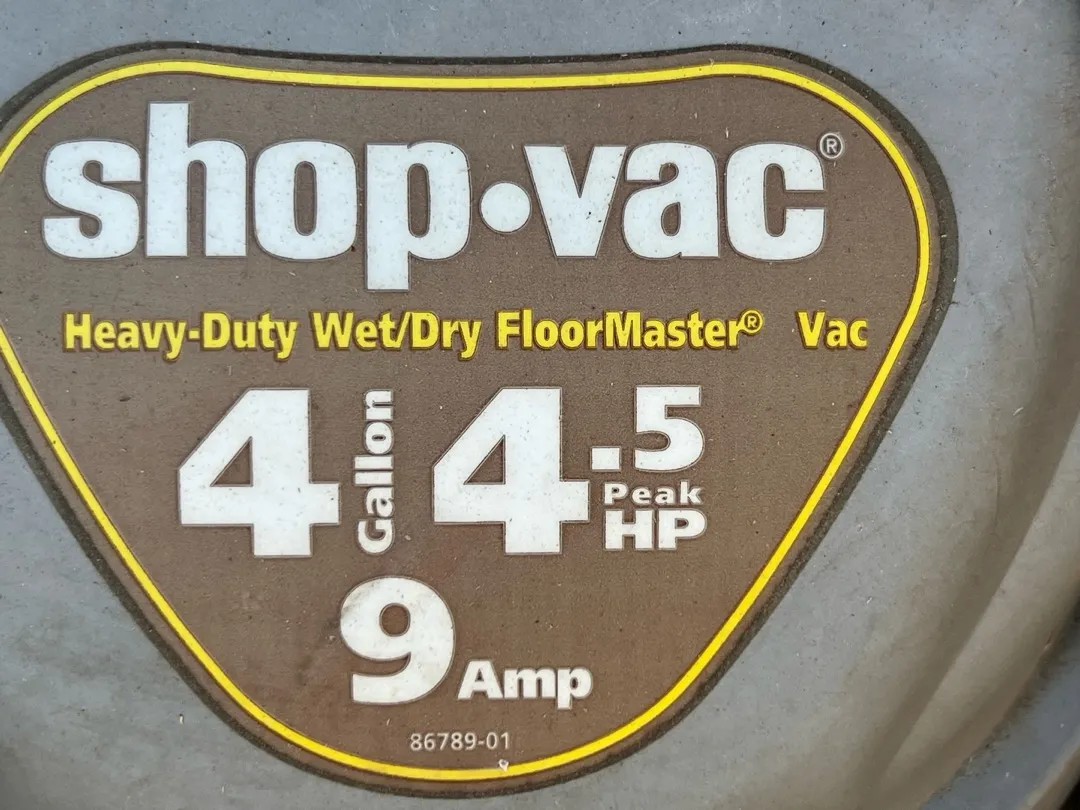 shop·vac®
Heavy-Duty Wet/Dry FloorMaster® Vac
4 Gallon 4.5 Peak HP
9 Amp
86789-01